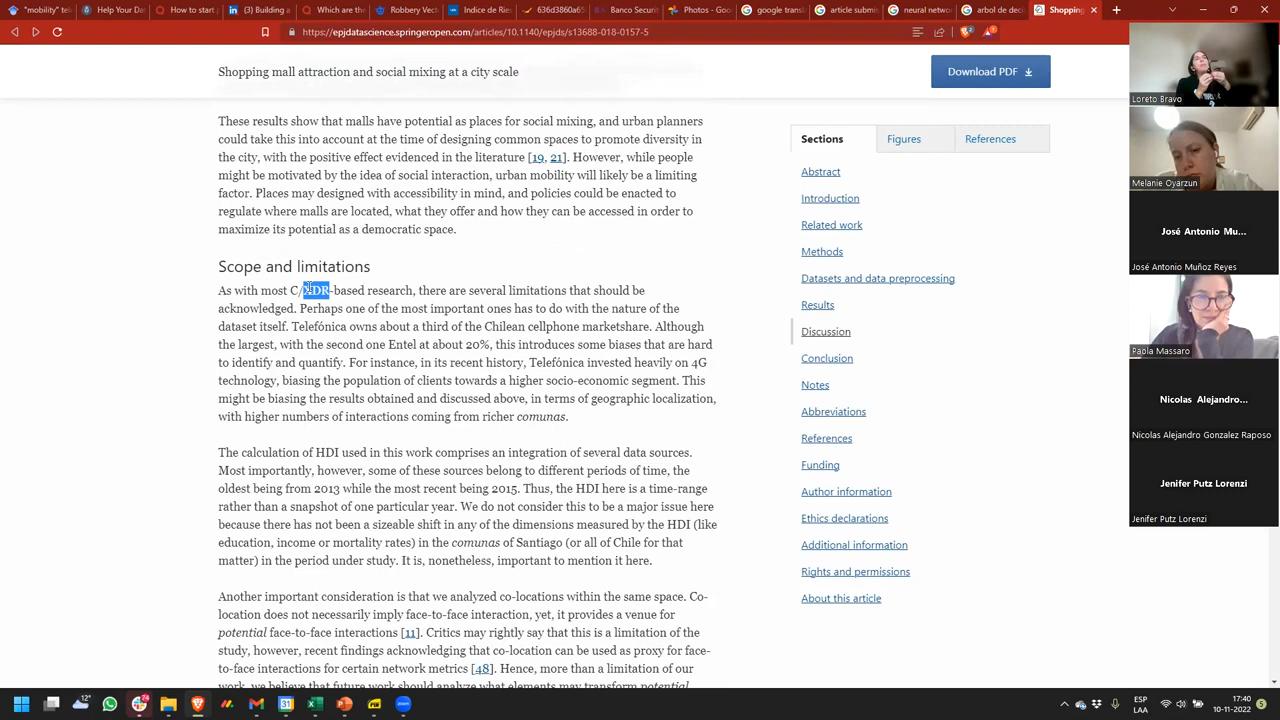 "mobility" tel
Help Your Dat
How to start
(3) Building a
Which are the
Robbery Vect
Indice de Ries
636d3860a65
Banco Securit
Photos - Goo
google transla
article submis
neural networ
arbol de deci
Shopping
https://epjdatascience.springeropen.com/articles/10.1140/epjds/s13688-018-0157-5
Shopping mall attraction and social mixing at a city scale
Download PDF
These results show that malls have potential as places for social mixing, and urban planners
could take this into account at the time of designing common spaces to promote diversity in
the city, with the positive effect evidenced in the literature [19, 21]. However, while people
might be motivated by the idea of social interaction, urban mobility will likely be a limiting
factor. Places may designed with accessibility in mind, and policies could be enacted to
regulate where malls are located, what they offer and how they can be accessed in order to
maximize its potential as a democratic space.
Scope and limitations
As with most C/XDR-based research, there are several limitations that should be
acknowledged. Perhaps one of the most important ones has to do with the nature of the
dataset itself. Telefónica owns about a third of the Chilean cellphone marketshare. Although
the largest, with the second one Entel at about 20%, this introduces some biases that are hard
to identify and quantify. For instance, in its recent history, Telefónica invested heavily on 4G
technology, biasing the population of clients towards a higher socio-economic segment. This
might be biasing the results obtained and discussed above, in terms of geographic localization,
with higher numbers of interactions coming from richer comunas.
The calculation of HDI used in this work comprises an integration of several data sources.
Most importantly, however, some of these sources belong to different periods of time, the
oldest being from 2013 while the most recent being 2015. Thus, the HDI here is a time-range
rather than a snapshot of one particular year. We do not consider this to be a major issue here
because there has not been a sizeable shift in any of the dimensions measured by the HDI (like
education, income or mortality rates) in the comunas of Santiago (or all of Chile for that
matter) in the period under study. It is, nonetheless, important to mention it here.
Another important consideration is that we analyzed co-locations within the same space. Co-
location does not necessarily imply face-to-face interaction, yet, it provides a venue for
potential face-to-face interactions [11]. Critics may rightly say that this is a limitation of the
study, however, recent findings acknowledging that co-location can be used as proxy for face-
to-face interactions for certain network metrics [48]. Hence, more than a limitation of our
work, we believe that future work should analyze what elements may transform potential
Sections
Figures
References
Abstract
Introduction
Related work
Methods
Datasets and data preprocessing
Results
Discussion
Conclusion
Notes
Abbreviations
References
Funding
Author information
Ethics declarations
Additional information
Rights and permissions
About this article
Loreto Bravo
Melanie Oyarzun
José Antonio Mu...
José Antonio Muñoz Reyes
Paola Massaro
Nicolas Alejandro...
Nicolas Alejandro Gonzalez Raposo
Jenifer Putz Lorenzi
Jenifer Putz Lorenzi
12°
24
31
zoom
ESP
LAA
17:40
10-11-2022
5